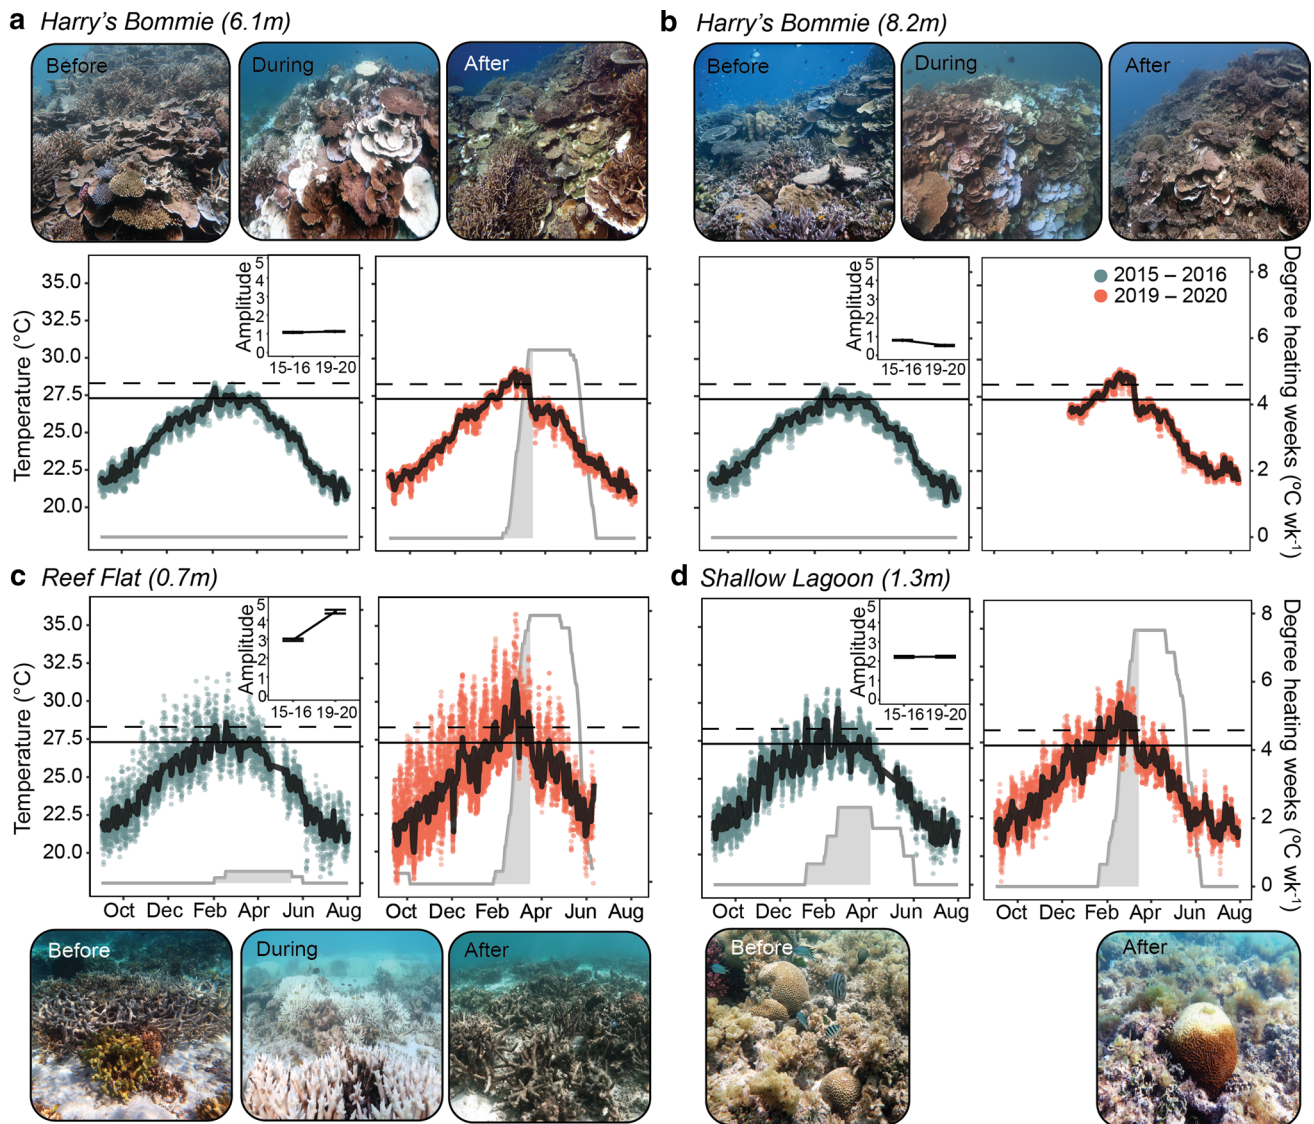 a Harry's Bommie (6.1m)
b Harry's Bommie (8.2m)
Before
During
After
Before
During
After
Temperature (°C)
35.0
32.5
30.0
27.5
25.0
22.5
20.0
Amplitude
5
4
3
2
1
0
15-16 19-20
Amplitude
5
4
3
2
1
0
15-16 19-20
2015 – 2016
2019 – 2020
8
6
4
2
0
Degree heating weeks (ºC wk-1)
c Reef Flat (0.7m)
d Shallow Lagoon (1.3m)
Temperature (°C)
35.0
32.5
30.0
27.5
25.0
22.5
20.0
Amplitude
5
4
3
2
1
0
15-16 19-20
Amplitude
5
4
3
2
1
0
15-16 19-20
8
6
4
2
0
Degree heating weeks (ºC wk-1)
Oct Dec Feb Apr Jun Aug
Oct Dec Feb Apr Jun Aug
Oct Dec Feb Apr Jun Aug
Oct Dec Feb Apr Jun Aug
Before
During
After
Before
After